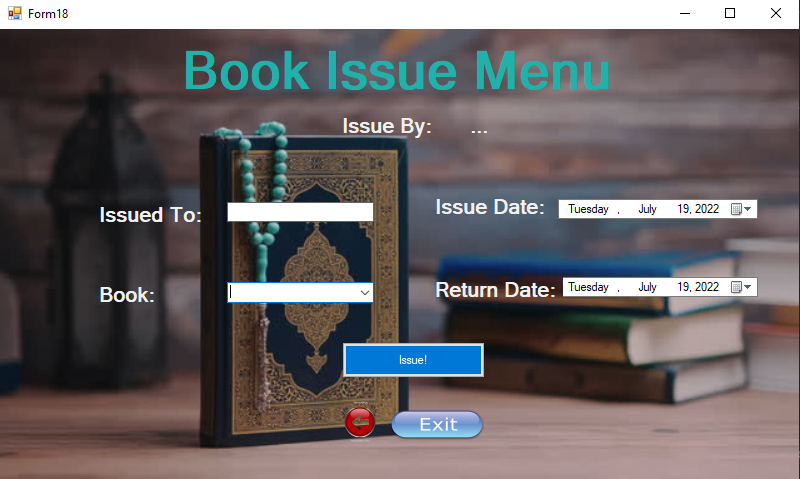 Form18
Book Issue Menu
Issue By: ...
Issued To:
Issue Date: Tuesday , July 19, 2022
Book:
Return Date: Tuesday , July 19, 2022
Issue!
Exit